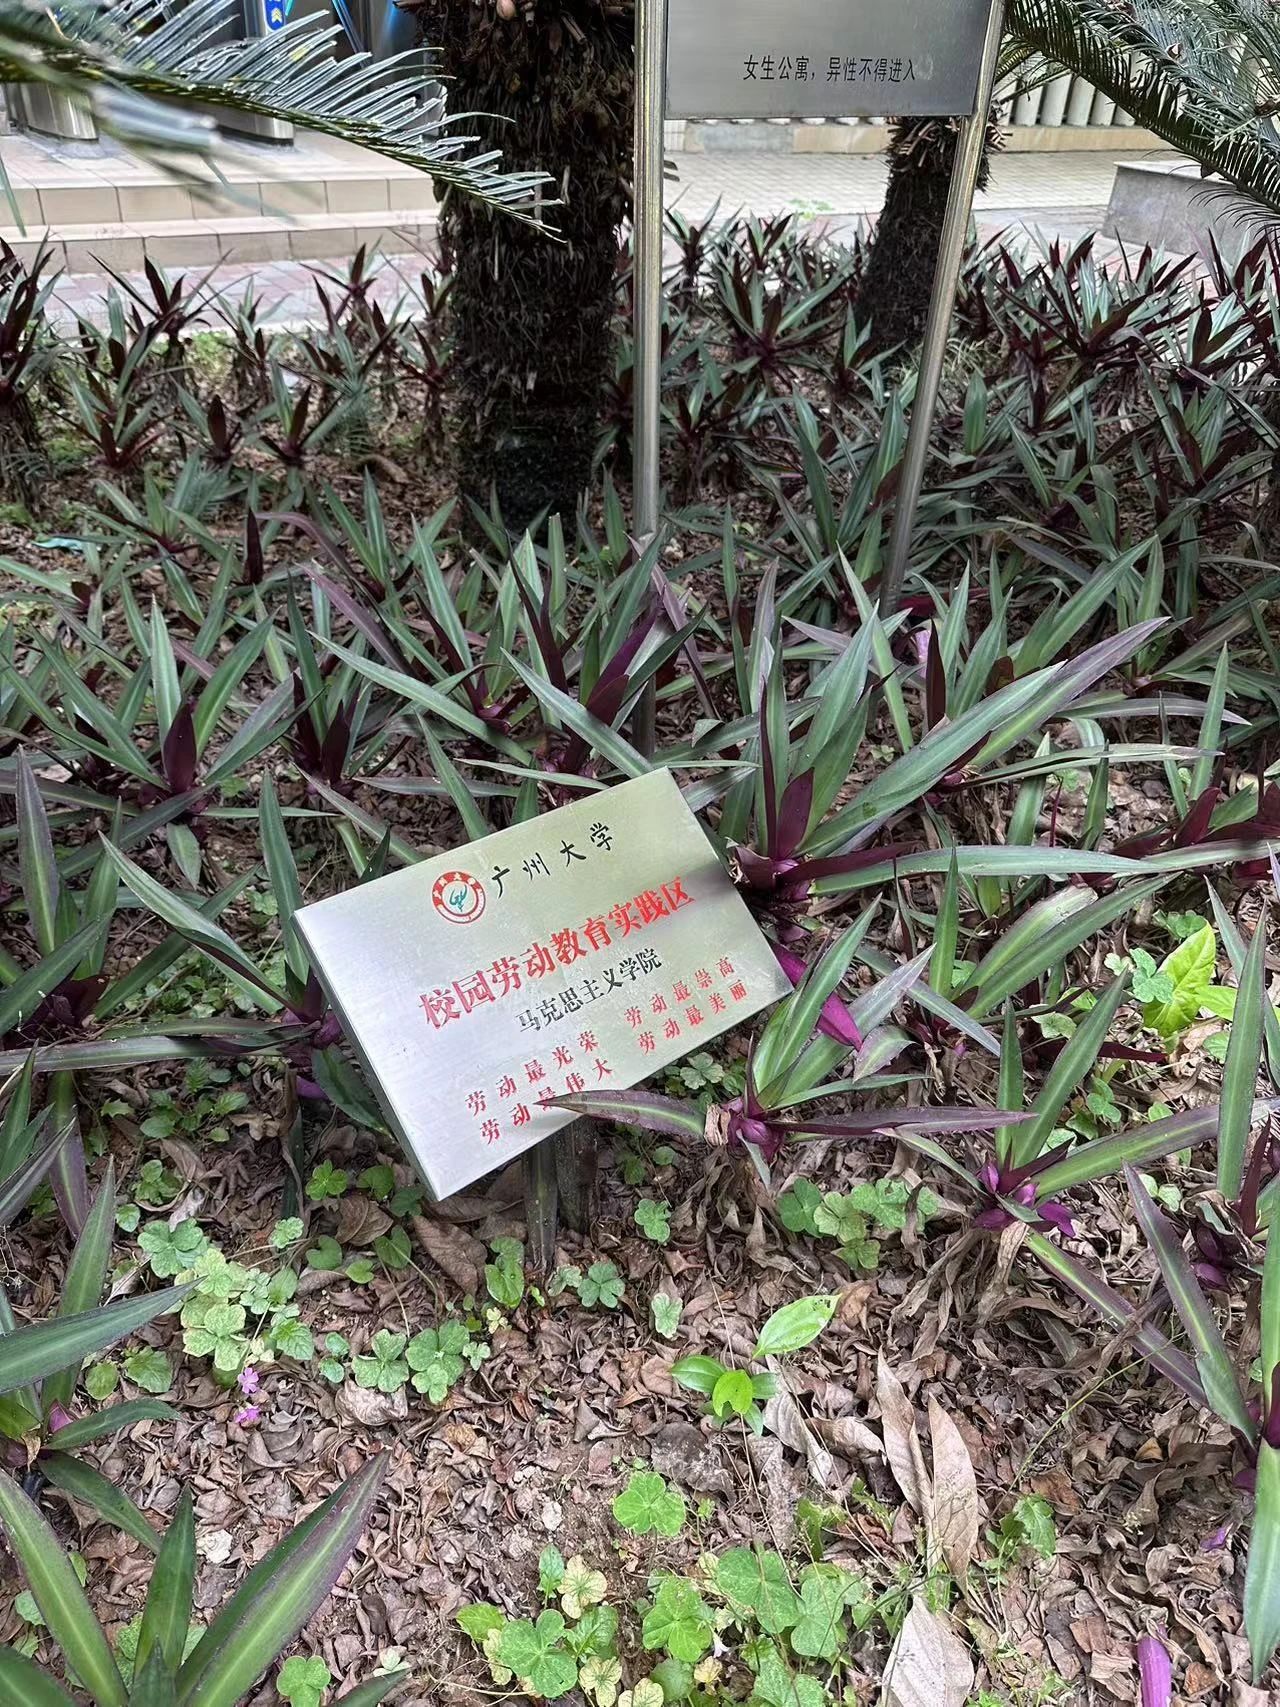 女生公寓，异性不得进入
广州大学
校园劳动教育实践区
马克思主义学院
劳动最光荣 劳动最崇高
劳动最伟大 劳动最美丽